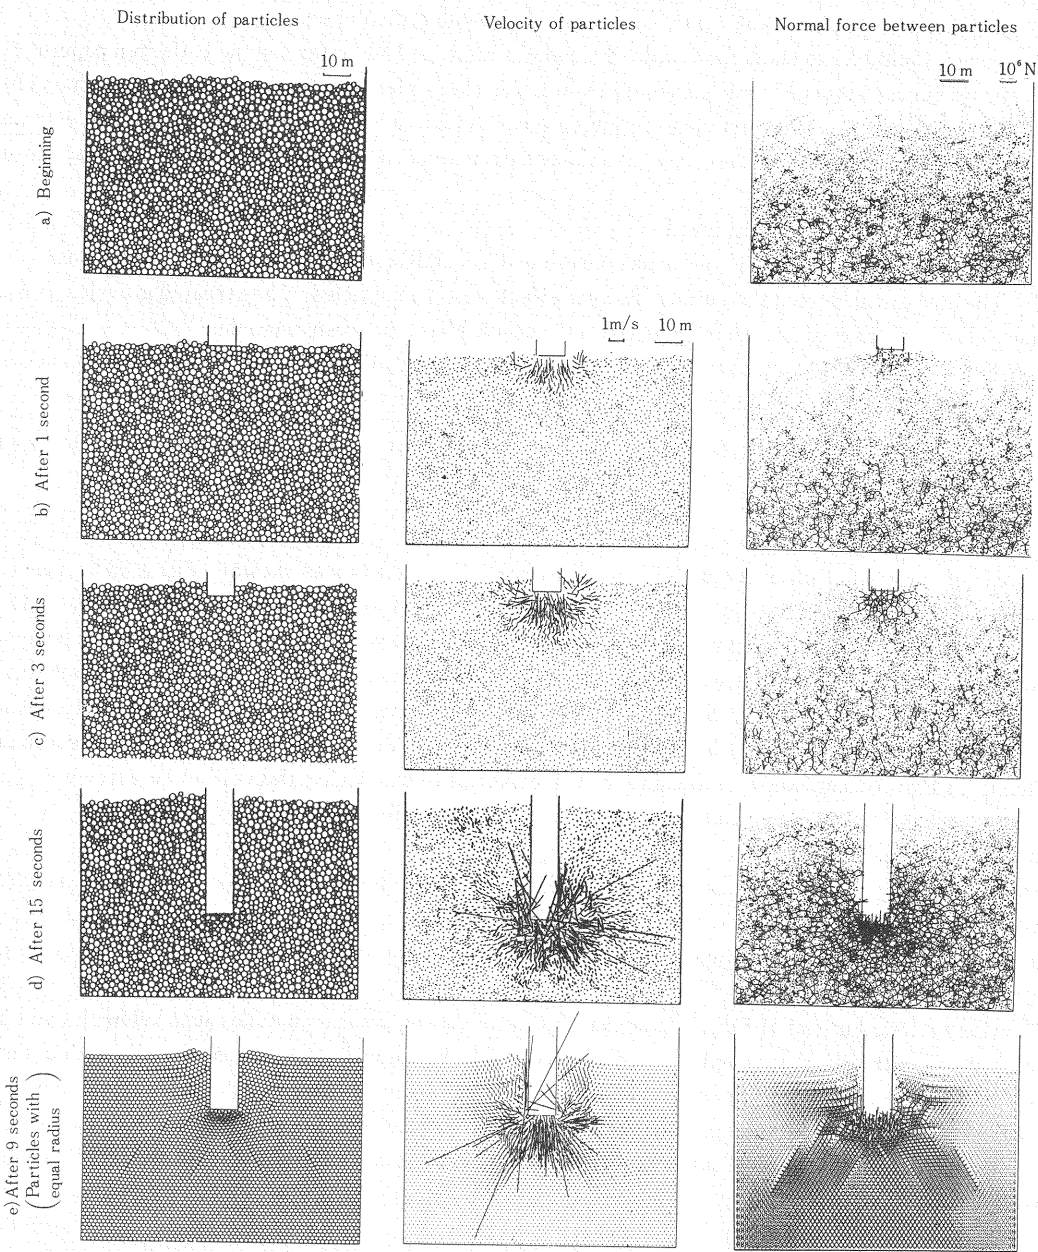 Distribution of particles
Velocity of particles
Normal force between particles
10 m
10 m
10⁶ N
a) Beginning
1m/s
10 m
b) After 1 second
c) After 3 seconds
d) After 15 seconds
e) After 9 seconds
(Particles with
equal radius)